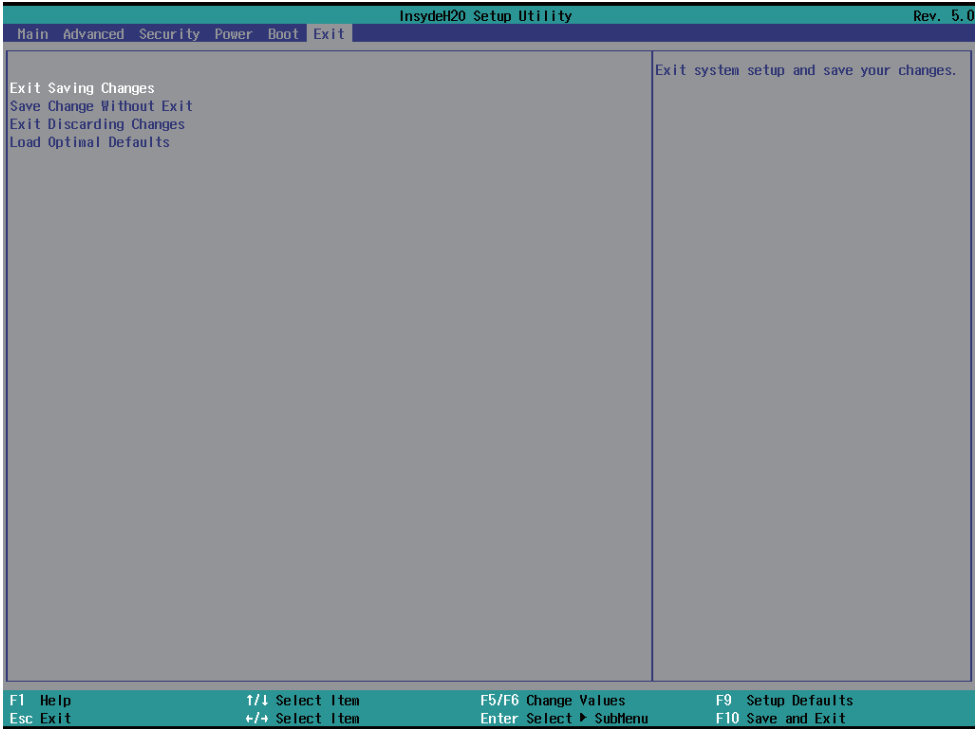 InsydeH20 Setup Utility Rev. 5.0
Main Advanced Security Power Boot Exit
Exit system setup and save your changes.
Exit Saving Changes
Save Change Without Exit
Exit Discarding Changes
Load Optimal Defaults
F1 Help ↑/↓ Select Item F5/F6 Change Values F9 Setup Defaults
Esc Exit ←/→ Select Item Enter Select ▶ SubMenu F10 Save and Exit